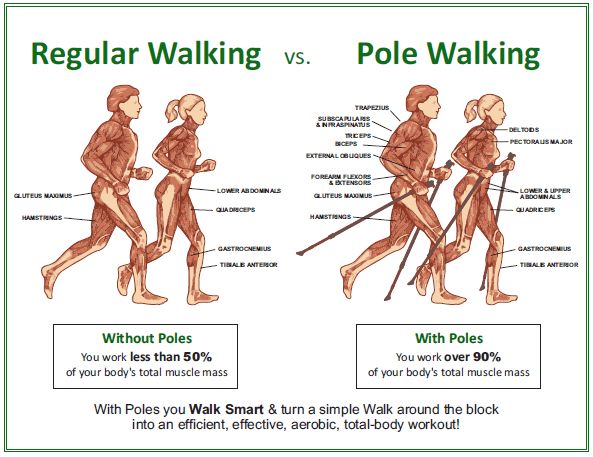 Regular Walking vs. Pole Walking
GLUTEUS MAXIMUS
HAMSTRINGS
LOWER ABDOMINALS
QUADRICEPS
GASTROCNEMIUS
TIBIALIS ANTERIOR
TRAPEZIUS
SUBSCAPULARIS
& INFRASPINATUS
TRICEPS
BICEPS
EXTERNAL OBLIQUES
FOREARM FLEXORS
& EXTENSORS
GLUTEUS MAXIMUS
HAMSTRINGS
DELTOIDS
PECTORALIS MAJOR
LOWER & UPPER
ABDOMINALS
QUADRICEPS
GASTROCNEMIUS
TIBIALIS ANTERIOR
Without Poles
You work less than 50%
of your body's total muscle mass
With Poles
You work over 90%
of your body's total muscle mass
With Poles you Walk Smart & turn a simple Walk around the block
into an efficient, effective, aerobic, total-body workout!